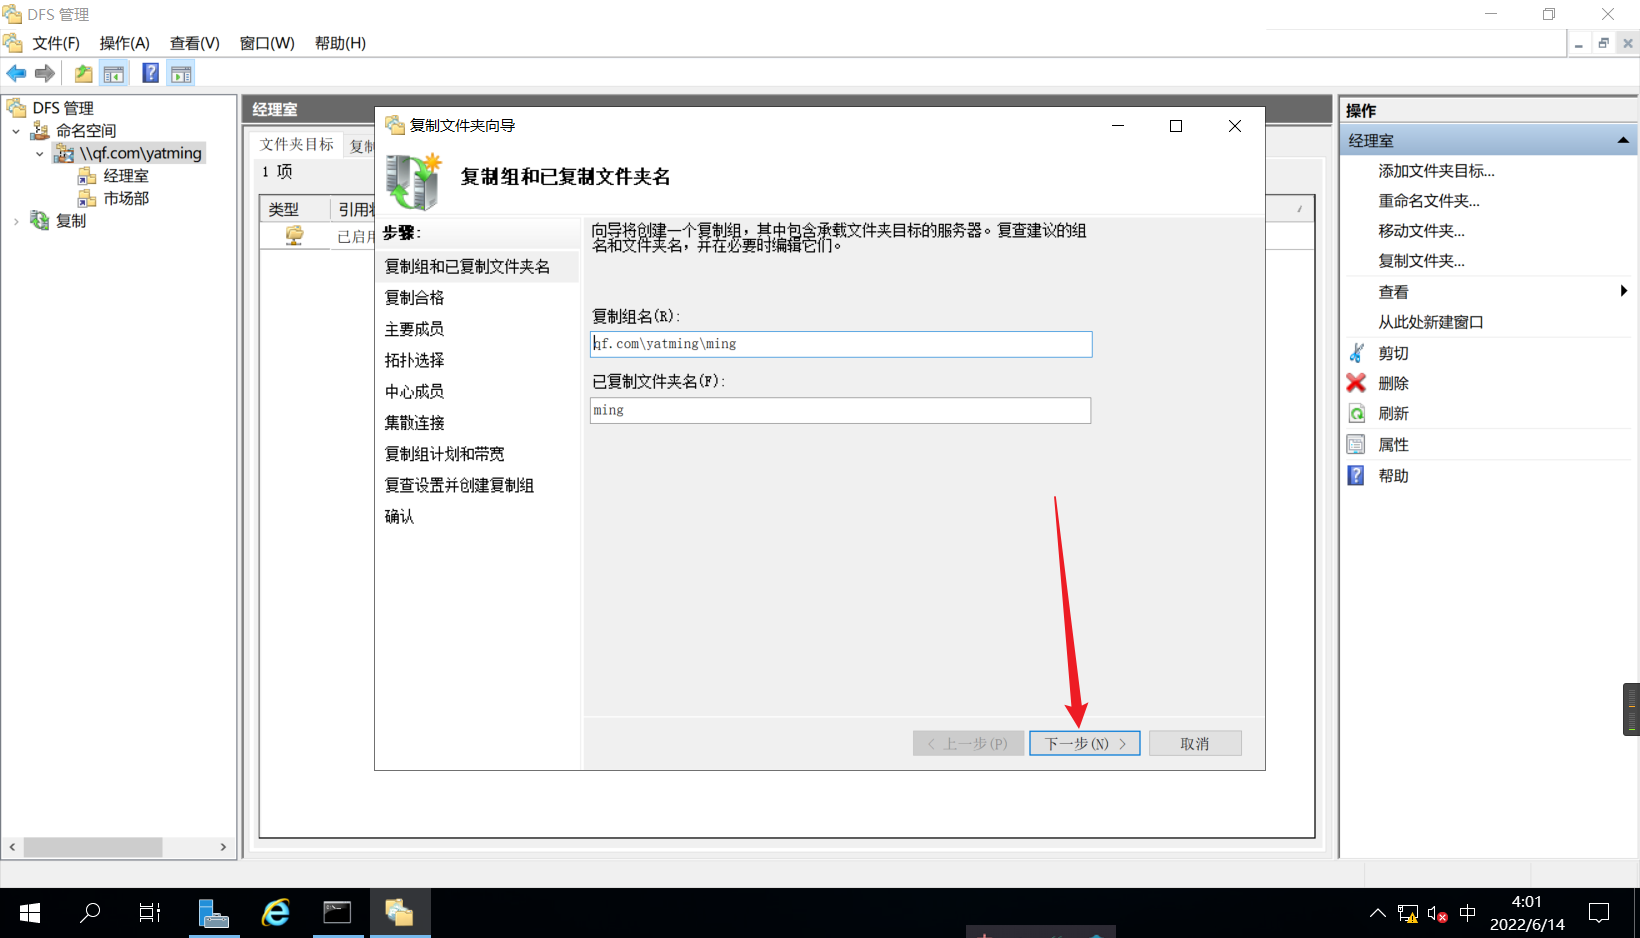 DFS 管理
文件(F) 操作(A) 查看(V) 窗口(W) 帮助(H)
DFS 管理
命名空间
\\qf.com\yatming
经理室
市场部
复制
经理室
文件夹目标 复制
1 项
类型 引用状
已启用
复制文件夹向导
复制组和已复制文件夹名
步骤:
复制组和已复制文件夹名
复制合格
主要成员
拓扑选择
中心成员
集散连接
复制组计划和带宽
复查设置并创建复制组
确认
向导将创建一个复制组，其中包含承载文件夹目标的服务器。复查建议的组
名和文件夹名，并在必要时编辑它们。
复制组名(R):
qf.com\yatming\ming
已复制文件夹名(F):
ming
< 上一步(P) 下一步(N) > 取消
操作
经理室
添加文件夹目标...
重命名文件夹...
移动文件夹...
复制文件夹...
查看
从此处新建窗口
剪切
删除
刷新
属性
帮助
中
4:01
2022/6/14